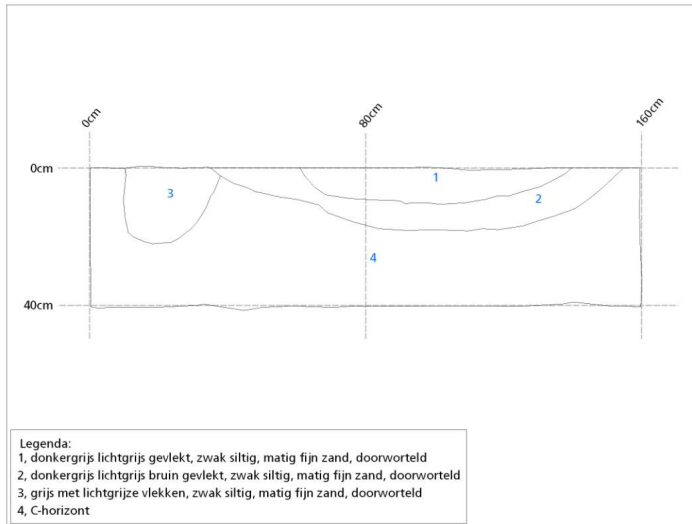 0cm
80cm
160cm
0cm
1
3
2
4
40cm
Legenda:
1, donkergrijs lichtgrijs gevlekt, zwak siltig, matig fijn zand, doorworteld
2, donkergrijs lichtgrijs bruin gevlekt, zwak siltig, matig fijn zand, doorworteld
3, grijs met lichtgrijze vlekken, zwak siltig, matig fijn zand, doorworteld
4, C-horizont